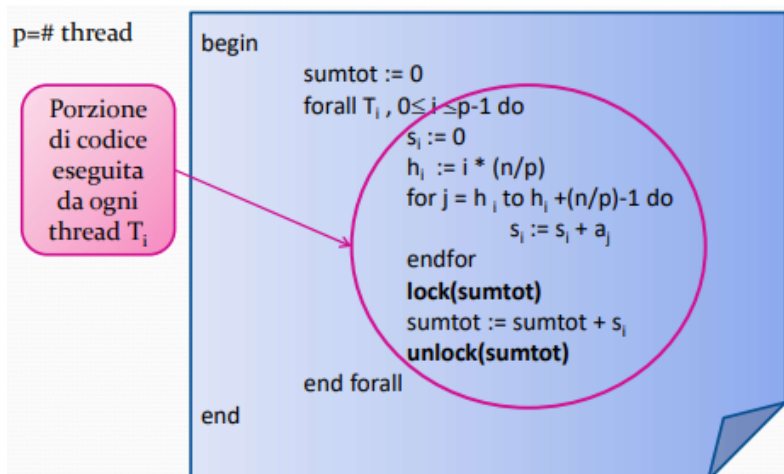 p=# thread
Porzione
di codice
eseguita
da ogni
thread Tᵢ
begin
sumtot := 0
forall Tᵢ , 0≤ i ≤p-1 do
sᵢ := 0
hᵢ := i * (n/p)
for j = h ᵢ to hᵢ +(n/p)-1 do
sᵢ := sᵢ + aⱼ
endfor
lock(sumtot)
sumtot := sumtot + sᵢ
unlock(sumtot)
end forall
end